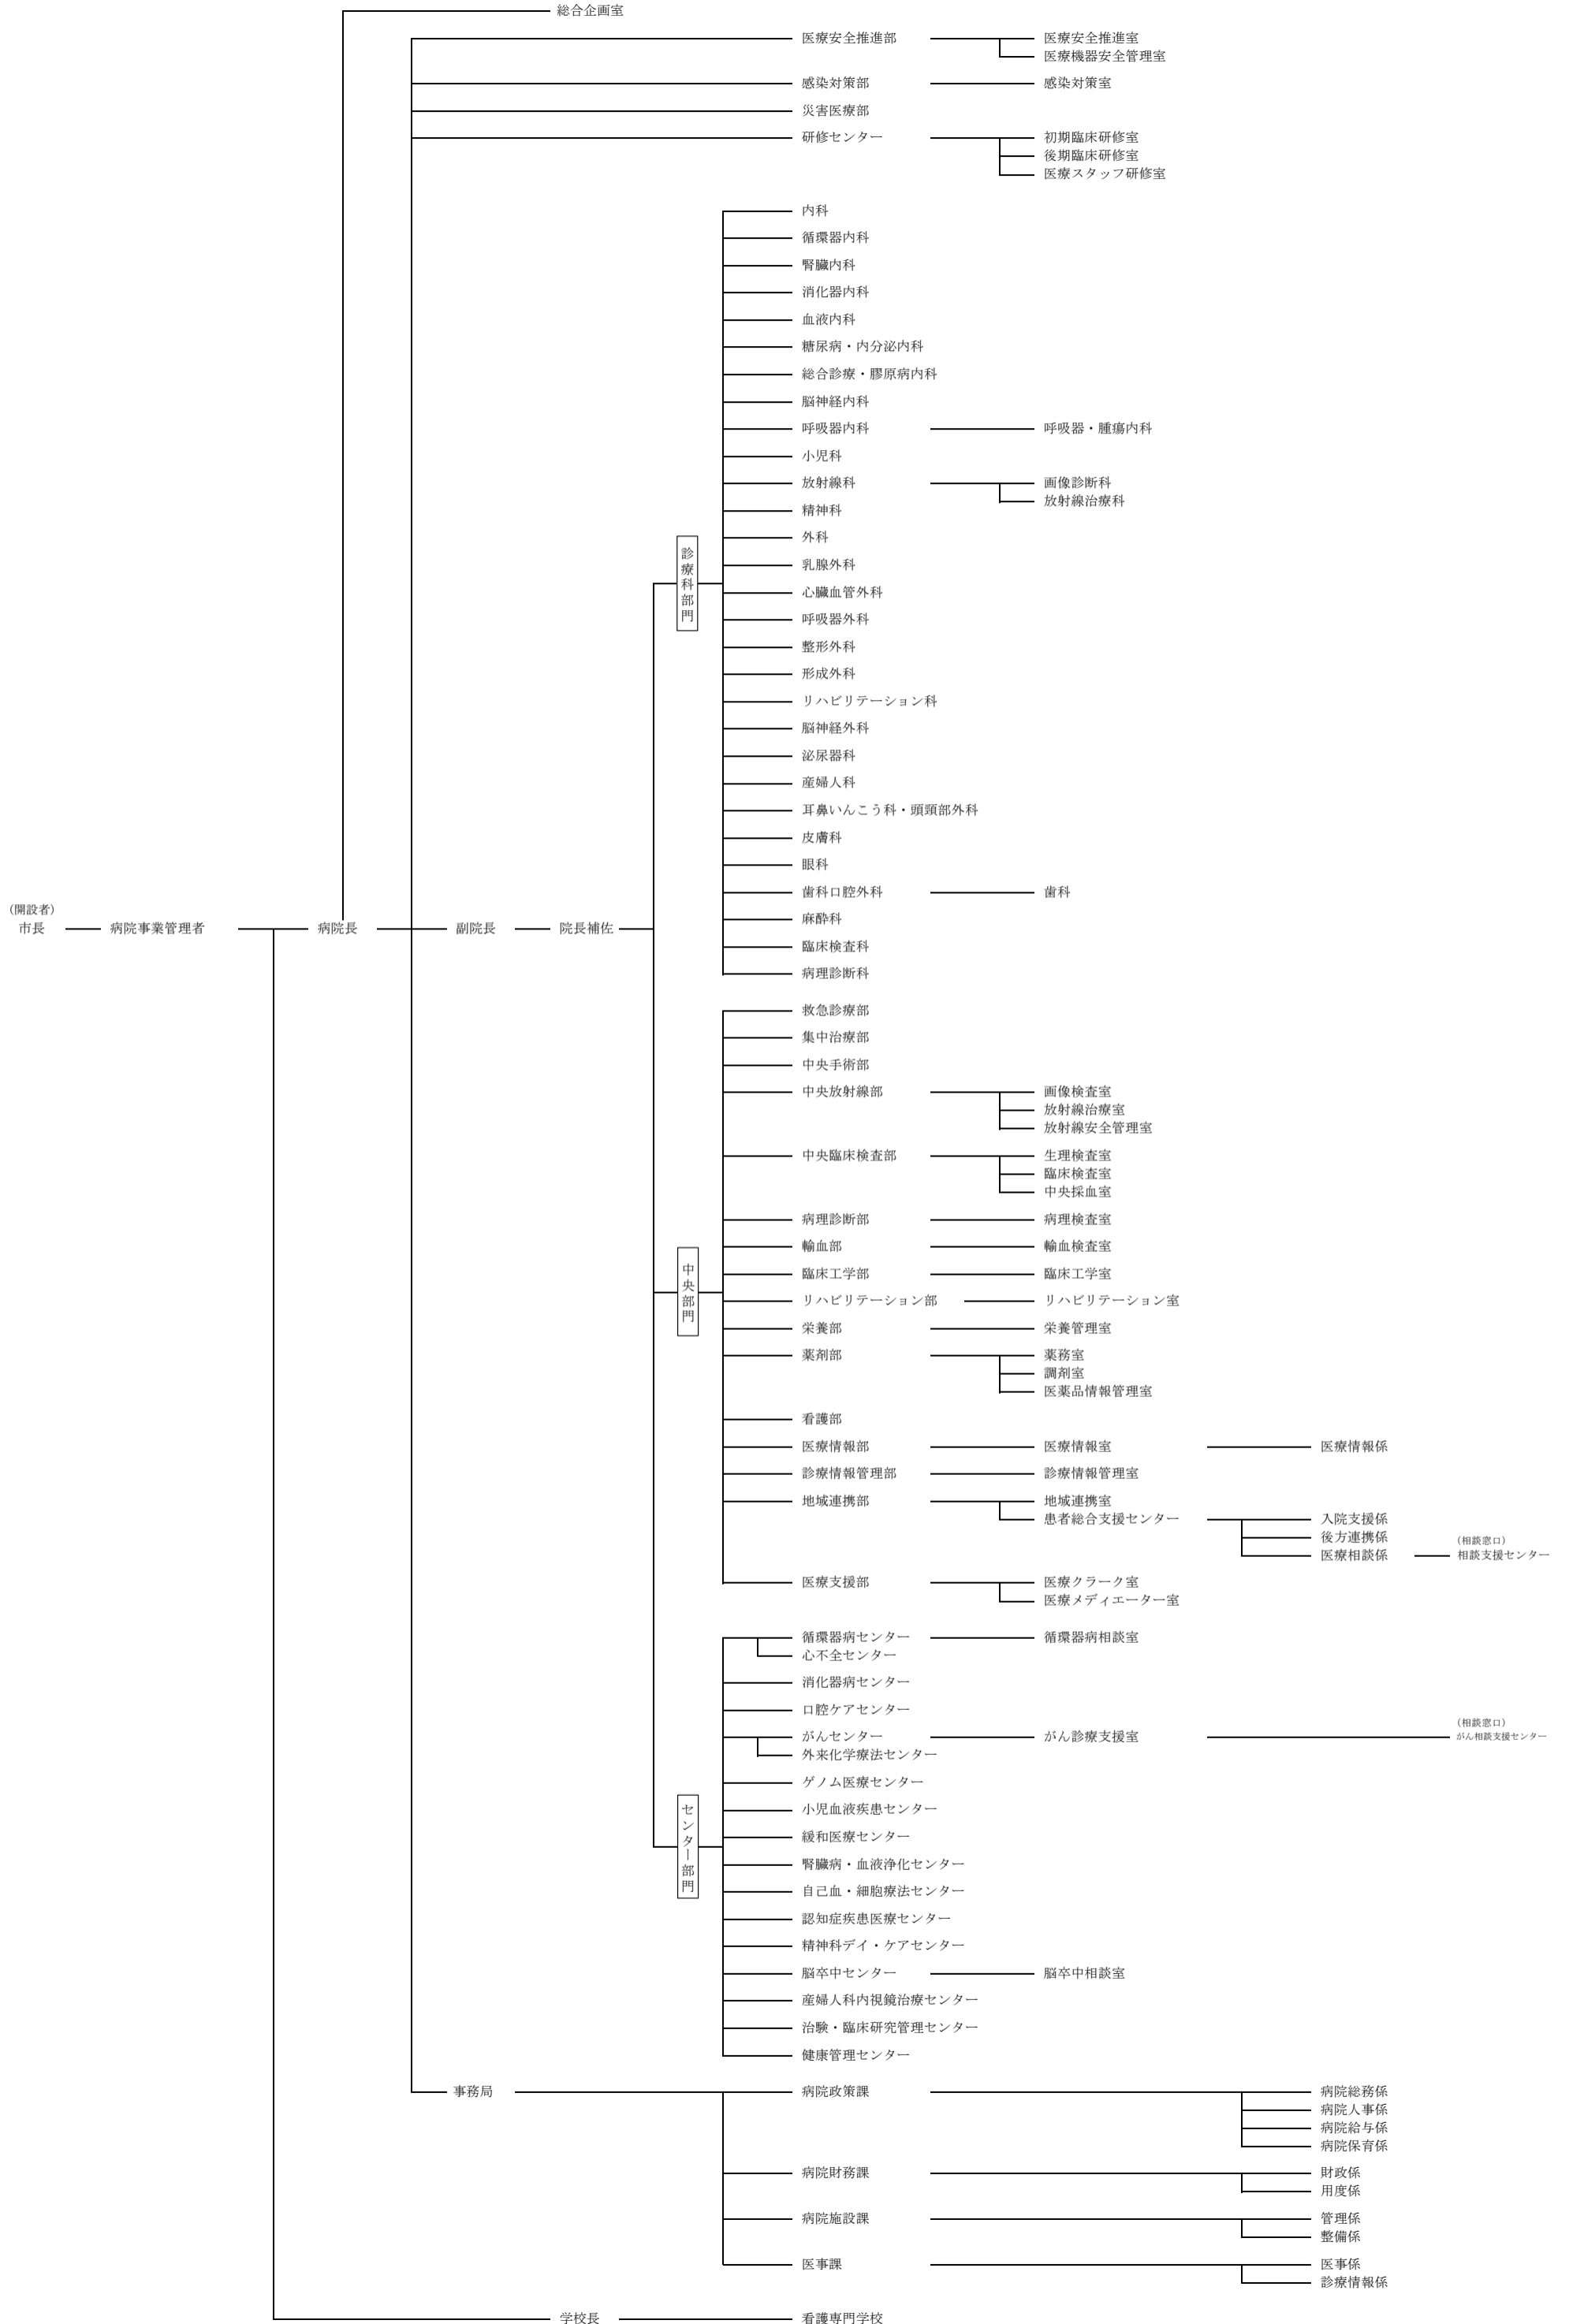 総合企画室
医療安全推進部 医療安全推進室
医療機器安全管理室
感染対策部 感染対策室
災害医療部
研修センター 初期臨床研修室
後期臨床研修室
医療スタッフ研修室
内科
循環器内科
腎臓内科
消化器内科
血液内科
糖尿病・内分泌内科
総合診療・膠原病内科
脳神経内科
呼吸器内科 呼吸器・腫瘍内科
小児科
放射線科 画像診断科
放射線治療科
精神科
外科
診療科部門
乳腺外科
心臓血管外科
呼吸器外科
整形外科
形成外科
リハビリテーション科
脳神経外科
泌尿器科
産婦人科
耳鼻いんこう科・頭頸部外科
皮膚科
眼科
歯科口腔外科 歯科
(開設者)
市長 病院事業管理者 病院長 副院長 院長補佐
麻酔科
臨床検査科
病理診断科
救急診療部
集中治療部
中央手術部
中央放射線部 画像検査室
放射線治療室
放射線安全管理室
中央臨床検査部 生理検査室
臨床検査室
中央採血室
病理診断部 病理検査室
輸血部 輸血検査室
中央部門
臨床工学部 臨床工学室
リハビリテーション部 リハビリテーション室
栄養部 栄養管理室
薬剤部 薬務室
調剤室
医薬品情報管理室
看護部
医療情報部 医療情報室 医療情報係
診療情報管理部 診療情報管理室
地域連携部 地域連携室
患者総合支援センター 入院支援係
後方連携係
(相談窓口)
医療相談係 相談支援センター
医療支援部 医療クラーク室
医療メディエーター室
循環器病センター 循環器病相談室
心不全センター
消化器病センター
口腔ケアセンター
(相談窓口)
がんセンター がん診療支援室 がん相談支援センター
外来化学療法センター
ゲノム医療センター
小児血液疾患センター
センター部門
緩和医療センター
腎臓病・血液浄化センター
自己血・細胞療法センター
認知症疾患医療センター
精神科デイ・ケアセンター
脳卒中センター 脳卒中相談室
産婦人科内視鏡治療センター
治験・臨床研究管理センター
健康管理センター
事務局 病院政策課 病院総務係
病院人事係
病院給与係
病院保育係
病院財務課 財政係
用度係
病院施設課 管理係
整備係
医事課 医事係
診療情報係
学校長 看護専門学校